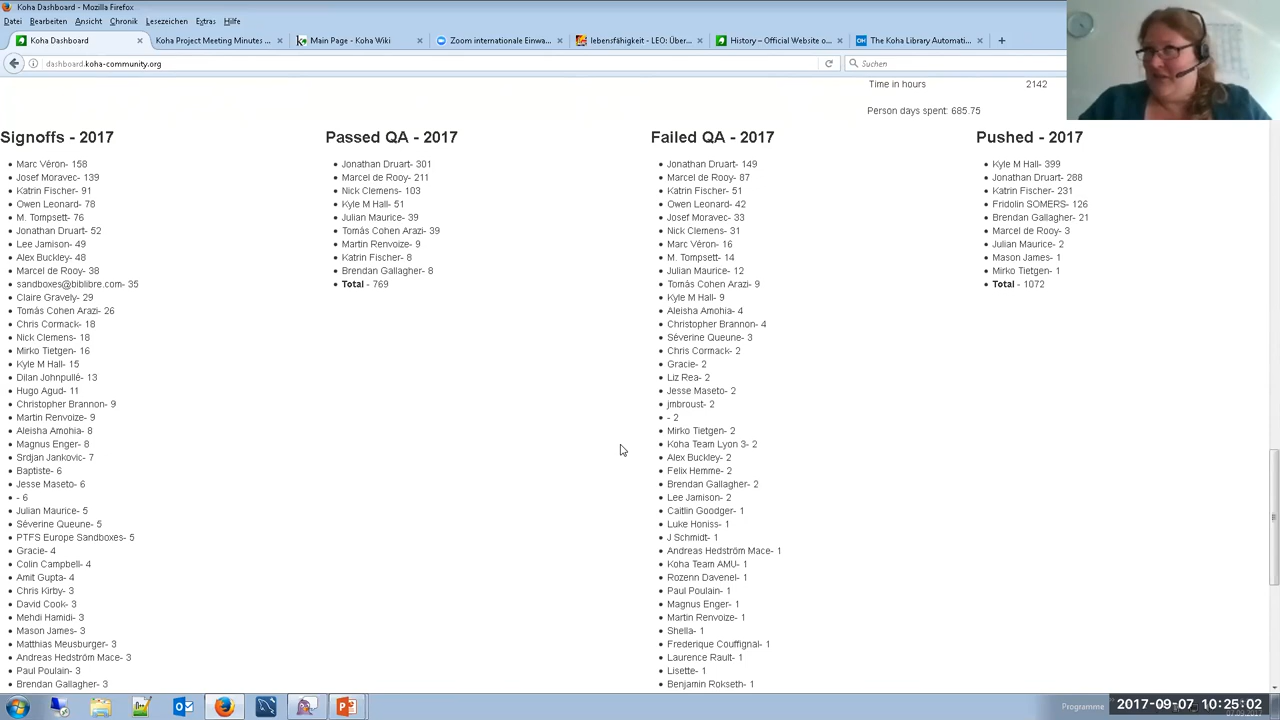 Koha Dashboard - Mozilla Firefox
Datei Bearbeiten Ansicht Chronik Lesezeichen Extras Hilfe
Koha Dashboard × Koha Project Meeting Minutes ... × Main Page - Koha Wiki × Zoom internationale Einwa... × lebensfähigkeit - LEO: Über... × History – Official Website o... × The Koha Library Automati... × +
dashboard.koha-community.org Suchen
Time in hours 2142
Person days spent: 685.75
Signoffs - 2017
Marc Véron- 158
Josef Moravec- 139
Katrin Fischer- 91
Owen Leonard- 78
M. Tompsett- 76
Jonathan Druart- 52
Lee Jamison- 49
Alex Buckley- 48
Marcel de Rooy- 38
sandboxes@biblibre.com- 35
Claire Gravely- 29
Tomás Cohen Arazi- 26
Chris Cormack- 18
Nick Clemens- 18
Mirko Tietgen- 16
Kyle M Hall- 15
Dilan Johnpullé- 13
Hugo Agud- 11
Christopher Brannon- 9
Martin Renvoize- 9
Aleisha Amohia- 8
Magnus Enger- 8
Srdjan Jankovic- 7
Baptiste- 6
Jesse Maseto- 6
- 6
Julian Maurice- 5
Séverine Queune- 5
PTFS Europe Sandboxes- 5
Gracie- 4
Colin Campbell- 4
Amit Gupta- 4
Chris Kirby- 3
David Cook- 3
Mehdi Hamidi- 3
Mason James- 3
Matthias Meusburger- 3
Andreas Hedström Mace- 3
Paul Poulain- 3
Brendan Gallagher- 3
Passed QA - 2017
Jonathan Druart- 301
Marcel de Rooy- 211
Nick Clemens- 103
Kyle M Hall- 51
Julian Maurice- 39
Tomás Cohen Arazi- 39
Martin Renvoize- 9
Katrin Fischer- 8
Brendan Gallagher- 8
Total - 769
Failed QA - 2017
Jonathan Druart- 149
Marcel de Rooy- 87
Katrin Fischer- 51
Owen Leonard- 42
Josef Moravec- 33
Nick Clemens- 31
Marc Véron- 16
M. Tompsett- 14
Julian Maurice- 12
Tomás Cohen Arazi- 9
Kyle M Hall- 9
Aleisha Amohia- 4
Christopher Brannon- 4
Séverine Queune- 3
Chris Cormack- 2
Gracie- 2
Liz Rea- 2
Jesse Maseto- 2
jmbroust- 2
- 2
Mirko Tietgen- 2
Koha Team Lyon 3- 2
Alex Buckley- 2
Felix Hemme- 2
Brendan Gallagher- 2
Lee Jamison- 2
Caitlin Goodger- 1
Luke Honiss- 1
J Schmidt- 1
Andreas Hedström Mace- 1
Koha Team AMU- 1
Rozenn Davenel- 1
Paul Poulain- 1
Magnus Enger- 1
Martin Renvoize- 1
Shella- 1
Frederique Couffignal- 1
Laurence Rault- 1
Lisette- 1
Benjamin Rokseth- 1
Pushed - 2017
Kyle M Hall- 399
Jonathan Druart- 288
Katrin Fischer- 231
Fridolin SOMERS- 126
Brendan Gallagher- 21
Marcel de Rooy- 3
Julian Maurice- 2
Mason James- 1
Mirko Tietgen- 1
Total - 1072
Programme
2017-09-07 10:25:02